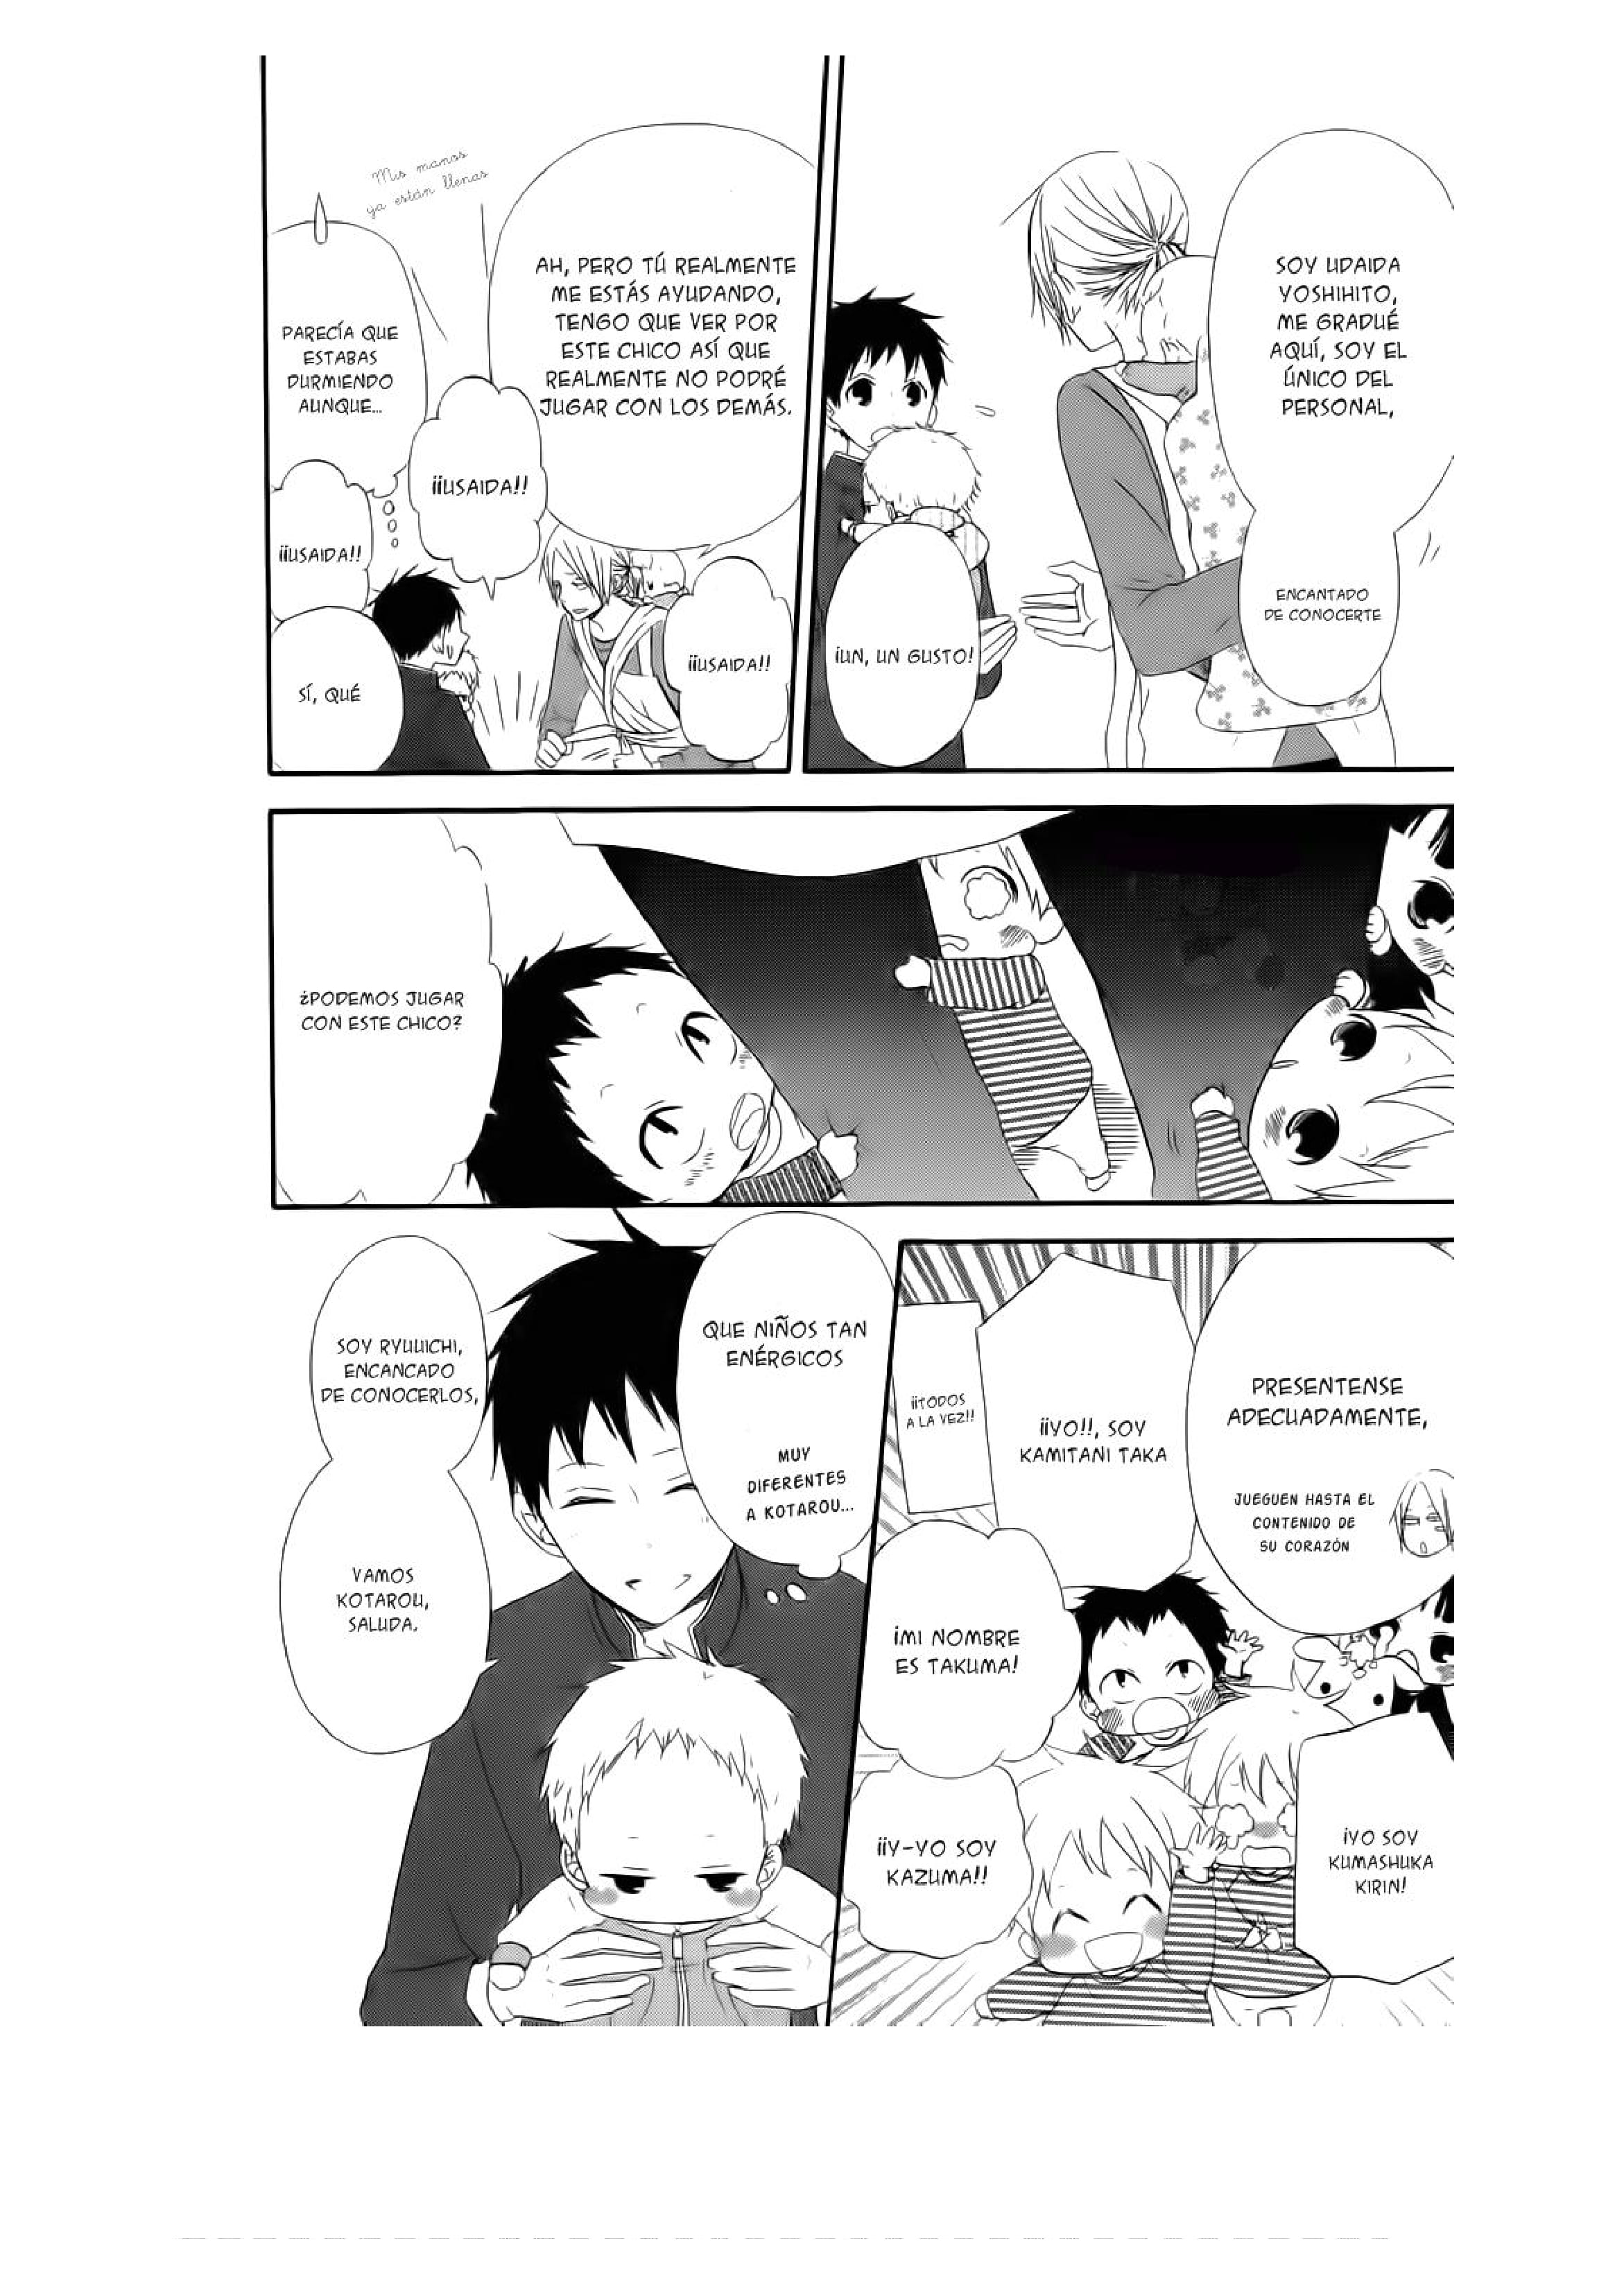 SOY UDAIDA
YOSHIHITO,
ME GRADUÉ
AQUÍ, SOY EL
ÚNICO DEL
PERSONAL,
ENCANTADO
DE CONOCERTE
¡UN, UN GUSTO!
AH, PERO TÚ REALMENTE
ME ESTÁS AYUDANDO,
TENGO QUE VER POR
ESTE CHICO ASÍ QUE
REALMENTE NO PODRÉ
JUGAR CON LOS DEMÁS.
Mis manos
ya están llenas
PARECÍA QUE
ESTABAS
DURMIENDO
AUNQUE...
¡¡USAIDA!!
¡¡USAIDA!!
¡¡USAIDA!!
SÍ, QUÉ
¿PODEMOS JUGAR
CON ESTE CHICO?
PRESENTENSE
ADECUADAMENTE,
JUEGUEN HASTA EL
CONTENIDO DE
SU CORAZÓN
¡¡YO!!, SOY
KAMITANI TAKA
¡¡TODOS
A LA VEZ!!
¡MI NOMBRE
ES TAKUMA!
¡¡Y-YO SOY
KAZUMA!!
¡YO SOY
KUMASHUKA
KIRIN!
QUE NIÑOS TAN
ENÉRGICOS
MUY
DIFERENTES
A KOTAROU...
SOY RYUUICHI,
ENCANCADO
DE CONOCERLOS,
VAMOS
KOTAROU,
SALUDA.